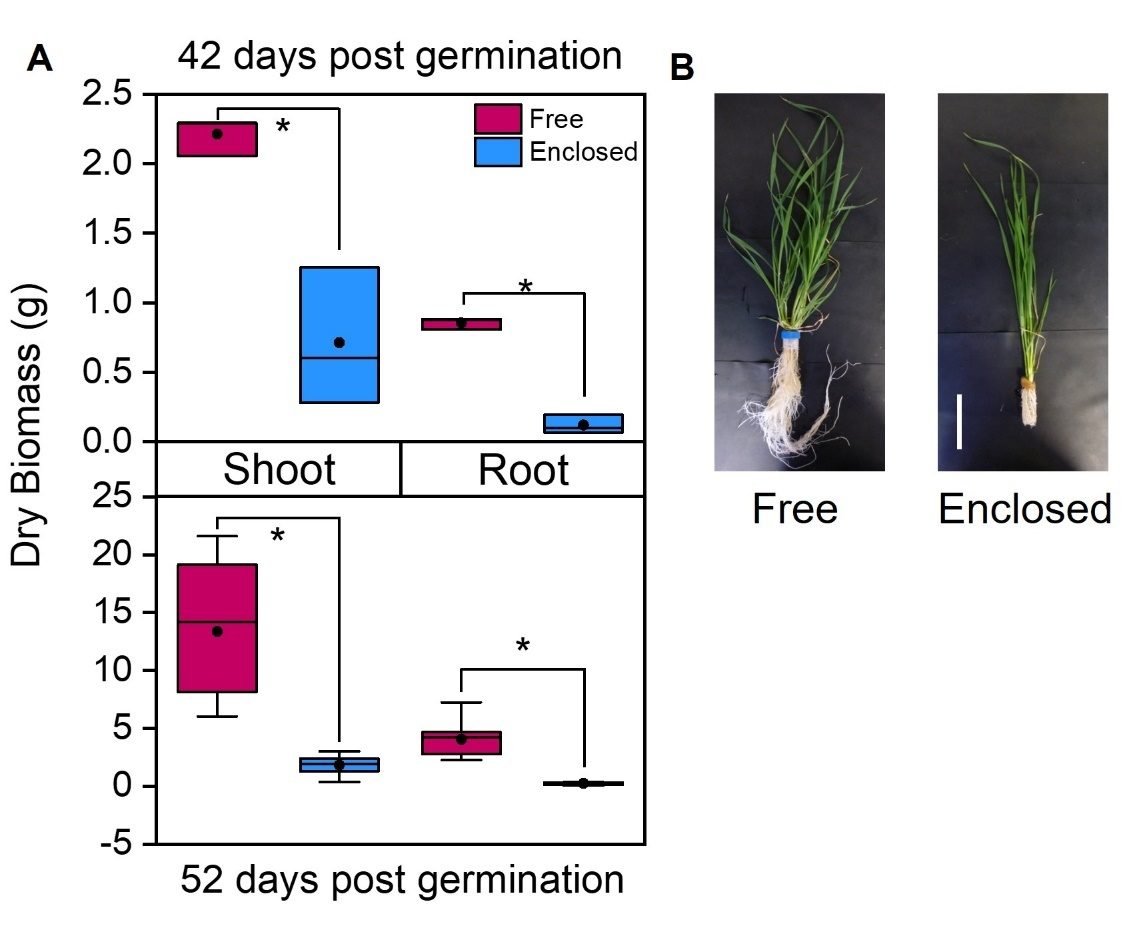 A
42 days post germination
B
2.5
2.0
1.5
1.0
0.5
0.0
Free
Enclosed
*
*
Dry Biomass (g)
Shoot
Root
25
20
15
10
5
0
-5
*
*
52 days post germination
Free
Enclosed